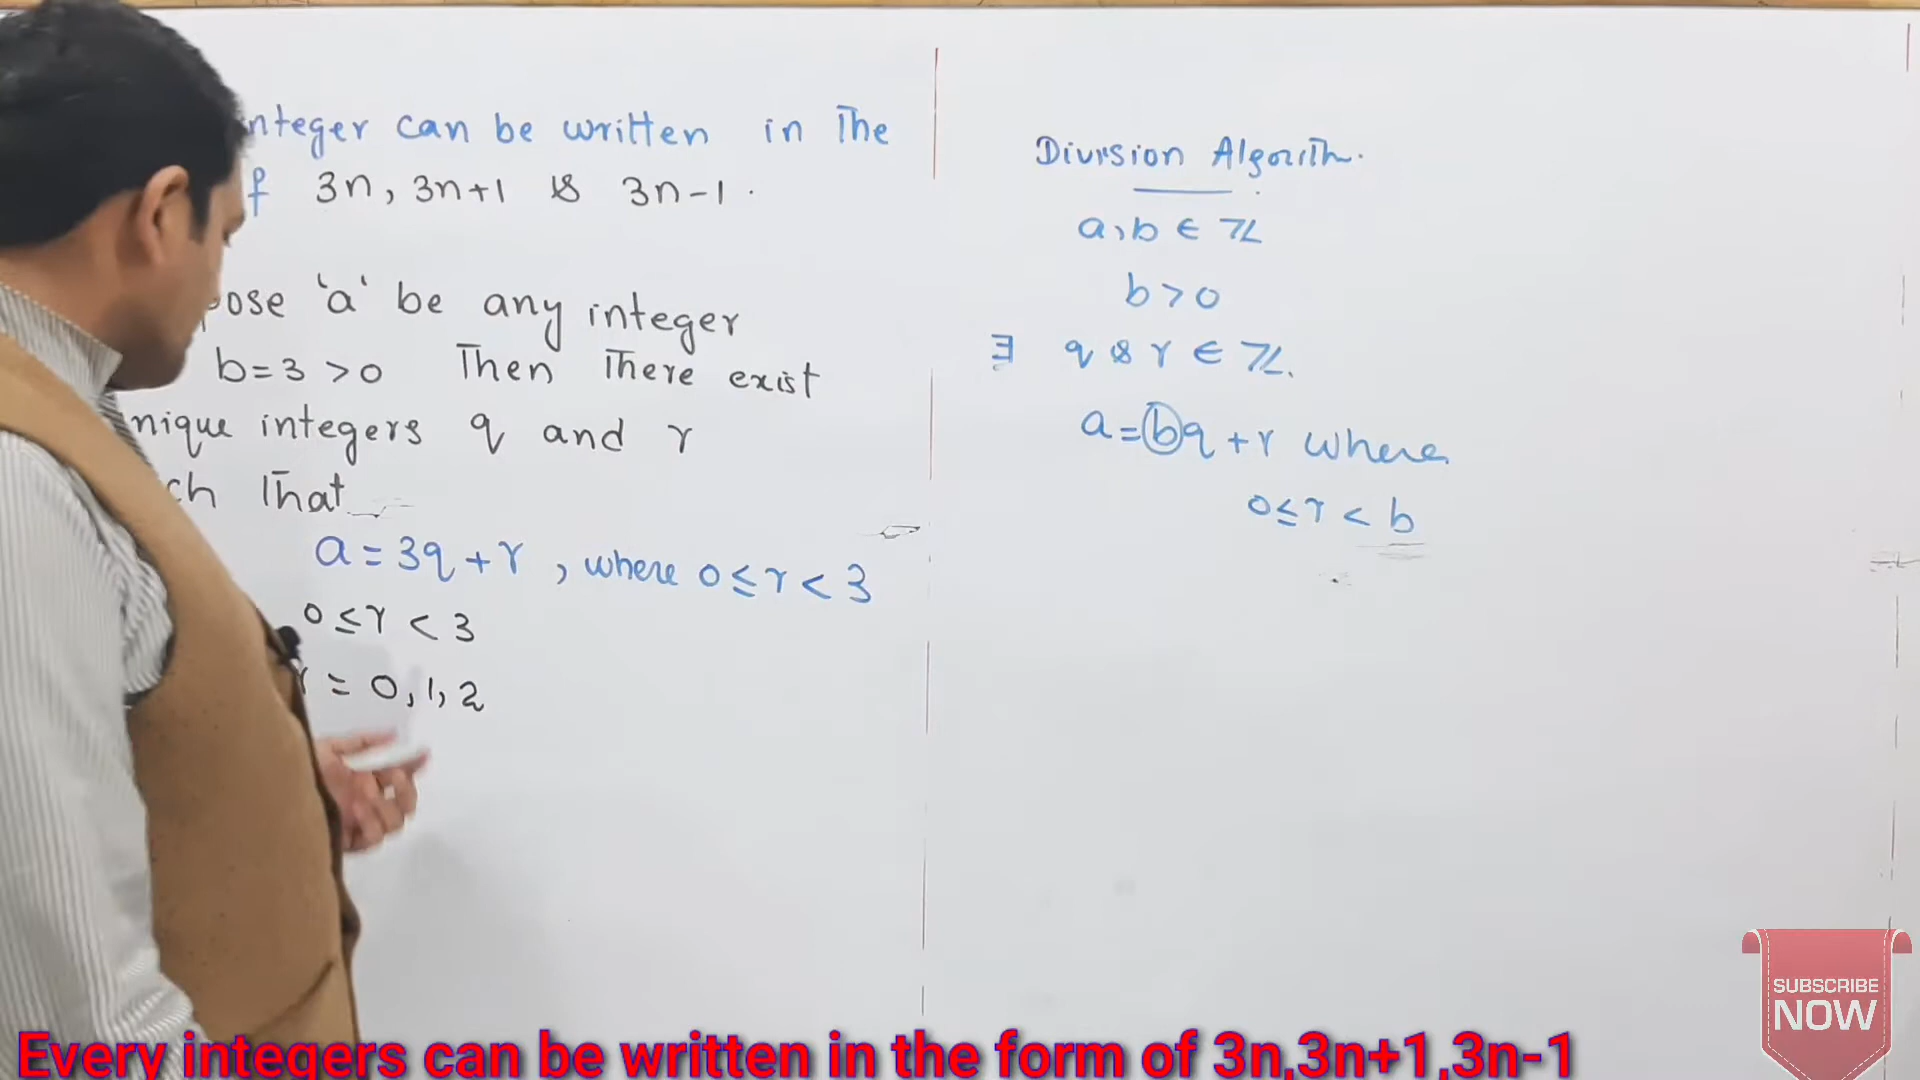 integer can be written in the
f 3n, 3n+1 & 3n-1.
pose 'a' be any integer
b=3 >0 Then There exist
nique integers q and r
ch That
a=3q+r, where 0≤r<3
0≤r<3
r = 0,1,2
Division Algorith.
a,b ∈ ℤ
b>0
∃ q & r ∈ ℤ.
a=bq+r where
0≤r<b
SUBSCRIBE
NOW
Every integers can be written in the form of 3n,3n+1,3n-1